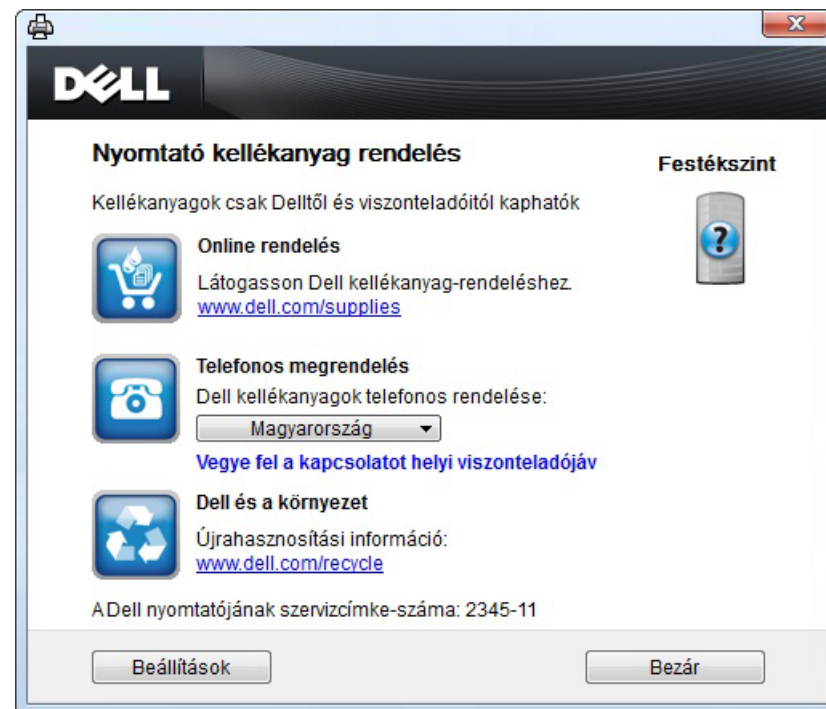 DELL
Nyomtató kellékanyag rendelés
Festékszint
Kellékanyagok csak Delltől és viszonteladóitól kaphatók
Online rendelés
Látogasson Dell kellékanyag-rendeléshez.
www.dell.com/supplies
Telefonos megrendelés
Dell kellékanyagok telefonos rendelése:
Magyarország
Vegye fel a kapcsolatot helyi viszonteladójáv
Dell és a környezet
Újrahasznosítási információ:
www.dell.com/recycle
A Dell nyomtatójának szervizcímke-száma: 2345-11
Beállítások
Bezár